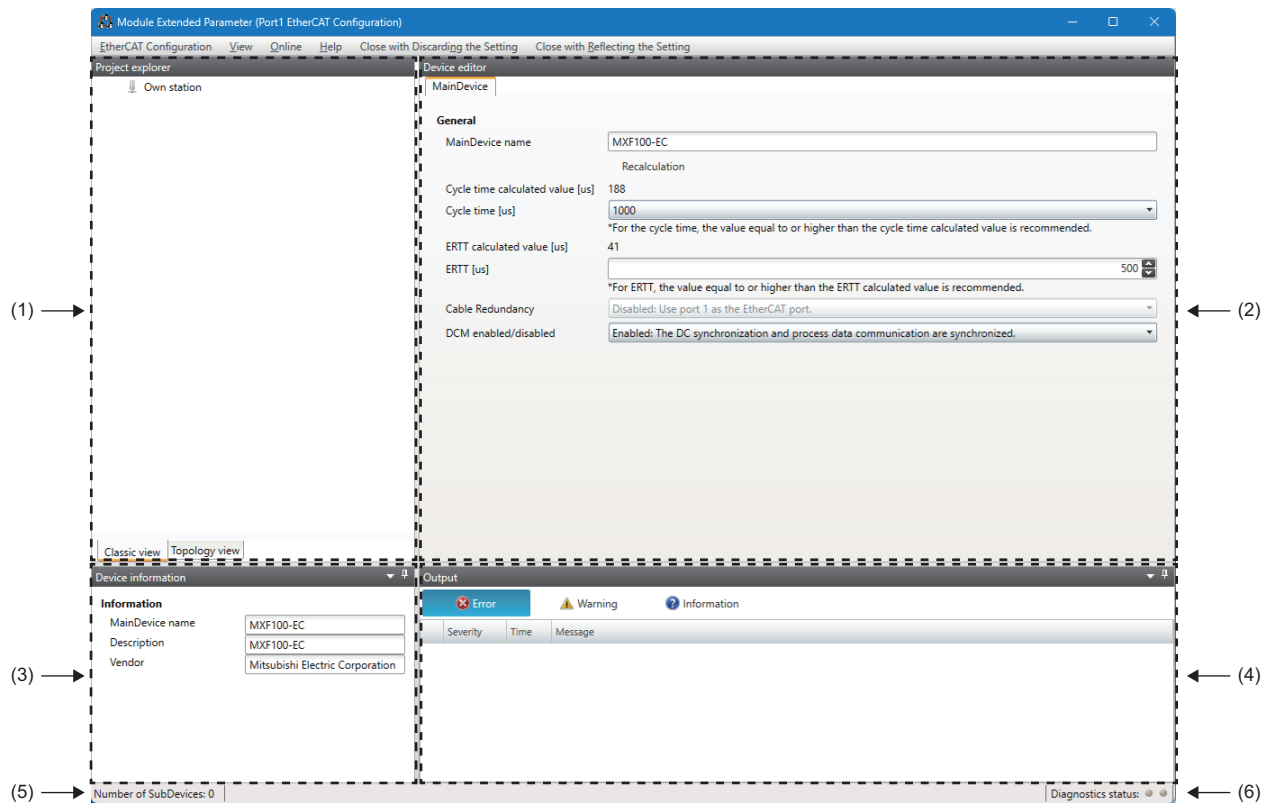 Module Extended Parameter (Port1 EtherCAT Configuration)
EtherCAT Configuration View Online Help Close with Discarding the Setting Close with Reflecting the Setting
Project explorer
Own station
Classic view Topology view
(1)
Device editor
MainDevice
General
MainDevice name MXF100-EC
Recalculation
Cycle time calculated value [us] 188
Cycle time [us] 1000
*For the cycle time, the value equal to or higher than the cycle time calculated value is recommended.
ERTT calculated value [us] 41
ERTT [us] 500
*For ERTT, the value equal to or higher than the ERTT calculated value is recommended.
Cable Redundancy Disabled: Use port 1 as the EtherCAT port.
DCM enabled/disabled Enabled: The DC synchronization and process data communication are synchronized.
(2)
Device information
Information
MainDevice name MXF100-EC
Description MXF100-EC
Vendor Mitsubishi Electric Corporation
(3)
Output
Error Warning Information
Severity Time Message
(4)
(5) Number of SubDevices: 0
Diagnostics status: (6)